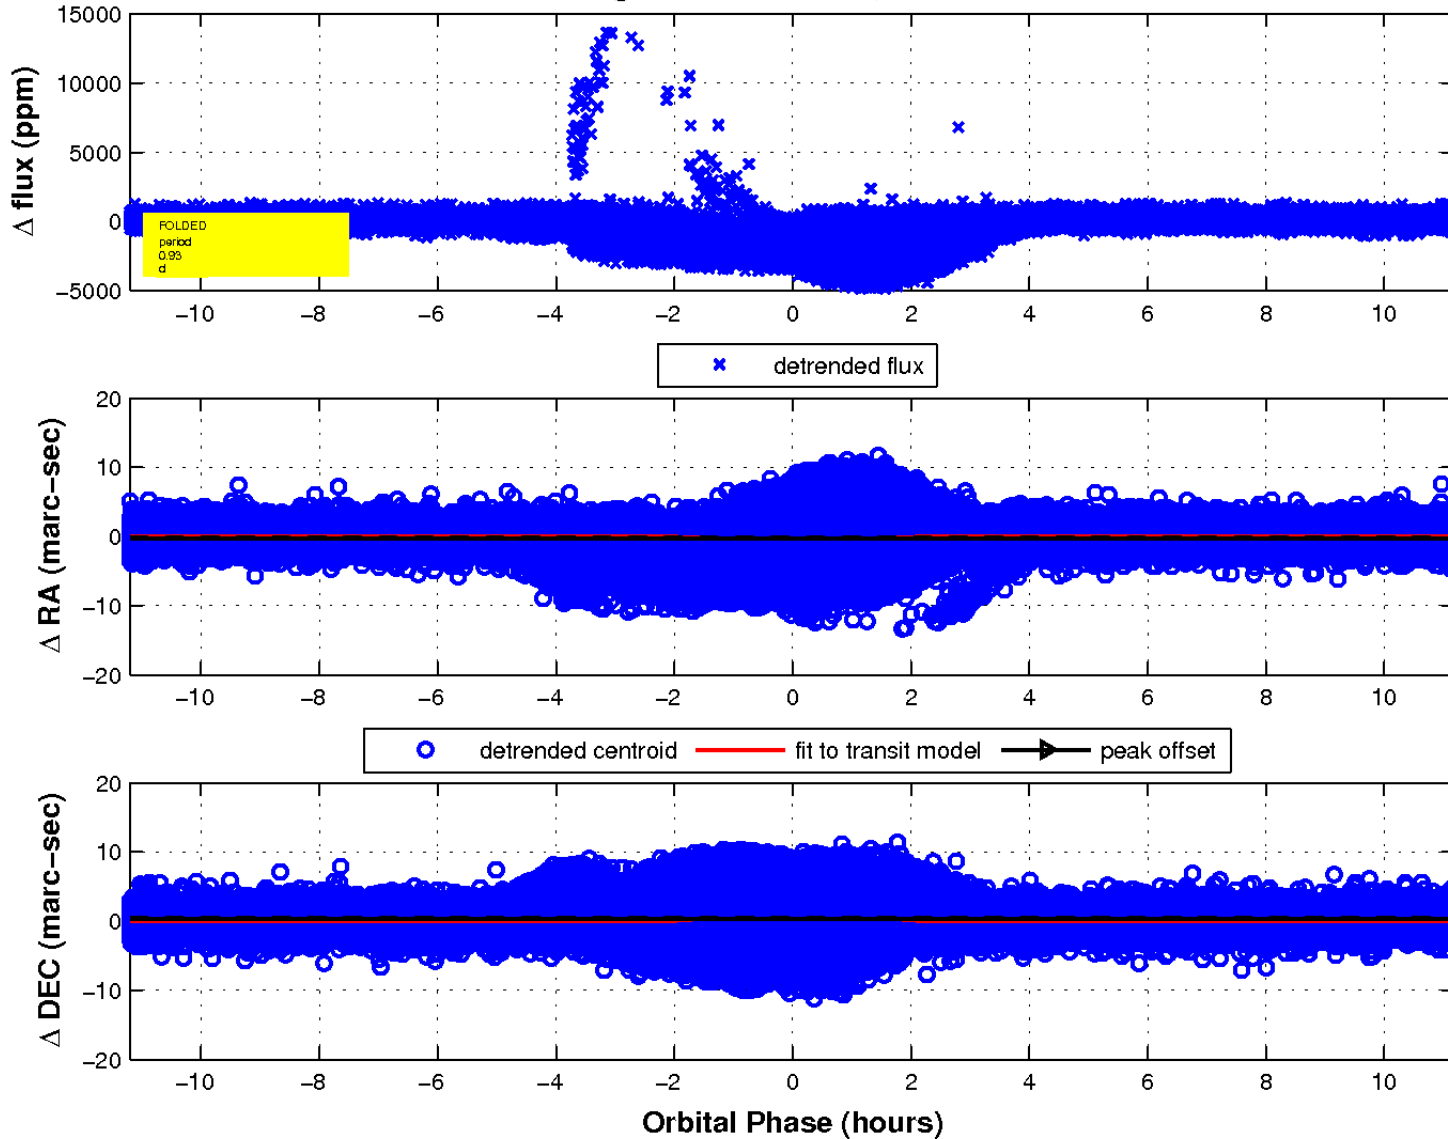 15000
10000
5000
0
−5000
Δ flux (ppm)
FOLDED
period
0.93
d
−10 −8 −6 −4 −2 0 2 4 6 8 10
detrended flux
20
10
0
−10
−20
Δ RA (marc−sec)
−10 −8 −6 −4 −2 0 2 4 6 8 10
detrended centroid fit to transit model peak offset
20
10
0
−10
−20
Δ DEC (marc−sec)
−10 −8 −6 −4 −2 0 2 4 6 8 10
Orbital Phase (hours)